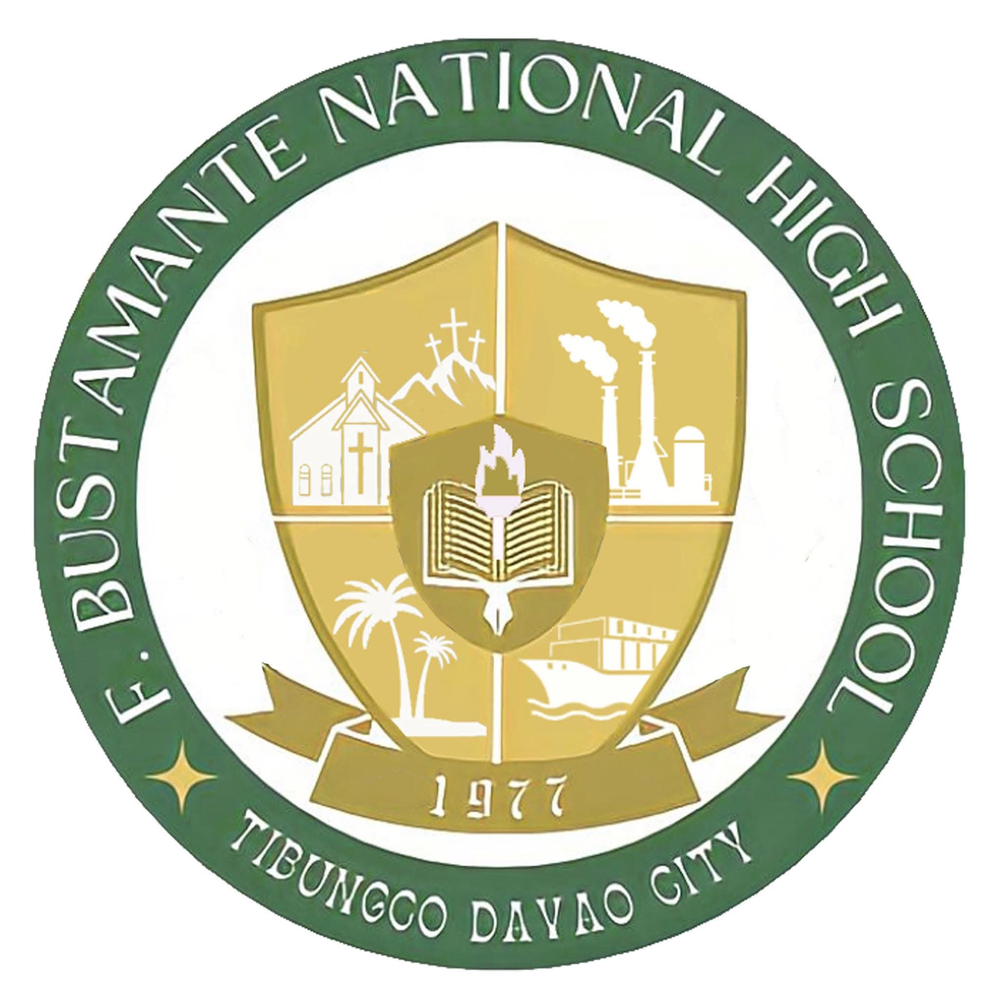 F. BUSTAMANTE NATIONAL HIGH SCHOOL
1977
TIBUNGCO DAVAO CITY